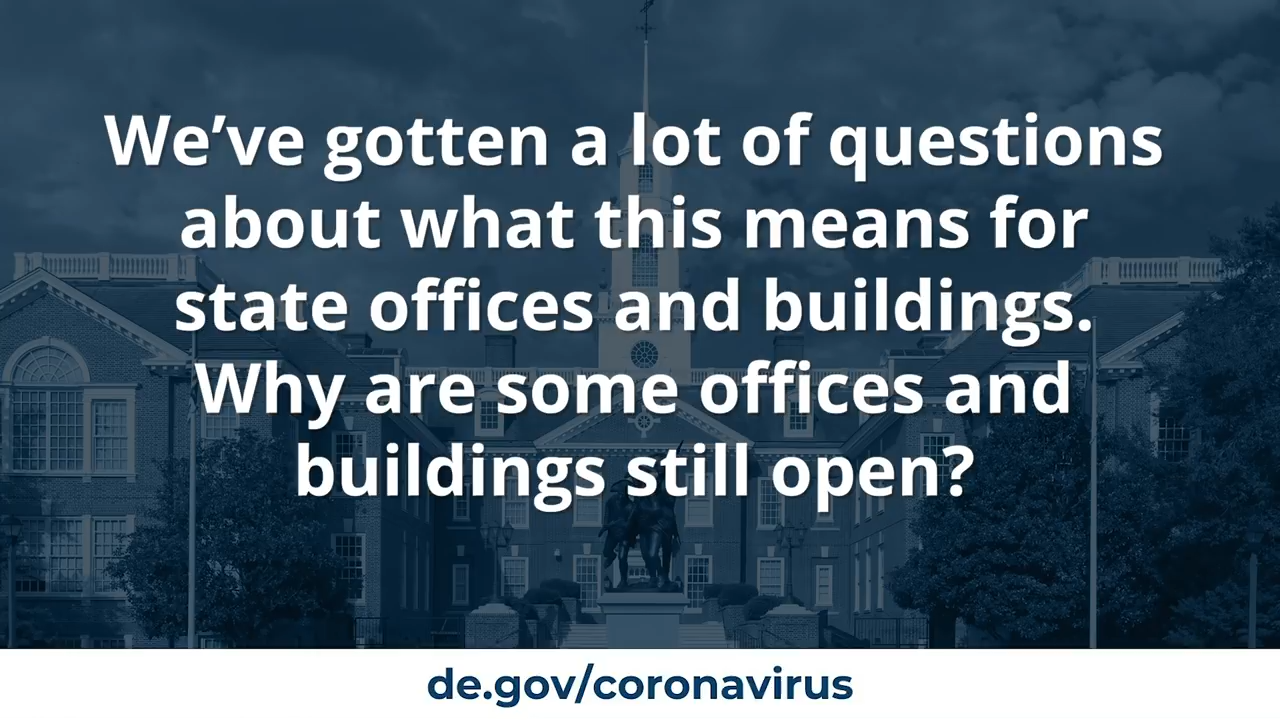 We’ve gotten a lot of questions
about what this means for
state offices and buildings.
Why are some offices and
buildings still open?
de.gov/coronavirus